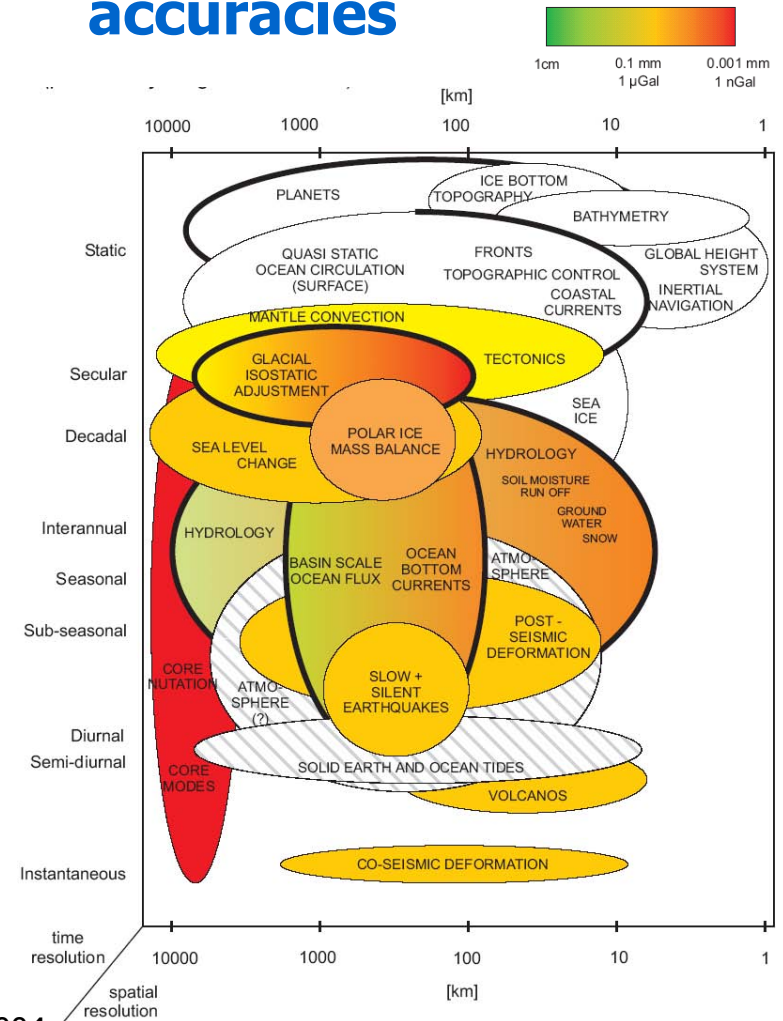 accuracies
1cm
0.1 mm
1 µGal
0.001 mm
1 nGal
[km]
10000
1000
100
10
1
Static
Secular
Decadal
Interannual
Seasonal
Sub-seasonal
Diurnal
Semi-diurnal
Instantaneous
PLANETS
ICE BOTTOM
TOPOGRAPHY
BATHYMETRY
QUASI STATIC
OCEAN CIRCULATION
(SURFACE)
FRONTS
TOPOGRAPHIC CONTROL
COASTAL
CURRENTS
GLOBAL HEIGHT
SYSTEM
INERTIAL
NAVIGATION
MANTLE CONVECTION
GLACIAL
ISOSTATIC
ADJUSTMENT
TECTONICS
SEA
ICE
SEA LEVEL
CHANGE
POLAR ICE
MASS BALANCE
HYDROLOGY
SOIL MOISTURE
RUN OFF
GROUND
WATER
SNOW
HYDROLOGY
BASIN SCALE
OCEAN FLUX
OCEAN
BOTTOM
CURRENTS
ATMO-
SPHERE
POST -
SEISMIC
DEFORMATION
CORE
NUTATION
ATMO-
SPHERE
(?)
SLOW +
SILENT
EARTHQUAKES
SOLID EARTH AND OCEAN TIDES
CORE
MODES
VOLCANOS
CO-SEISMIC DEFORMATION
time
resolution
10000
1000
100
10
1
spatial
resolution
[km]